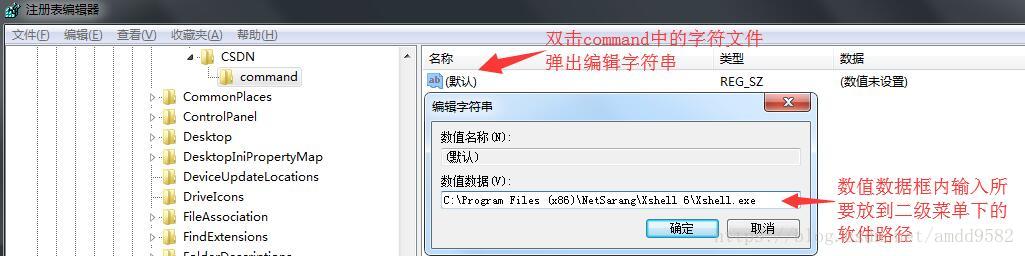 注册表编辑器
文件(F) 编辑(E) 查看(V) 收藏夹(A) 帮助(H)
CSDN
command
CommonPlaces
ControlPanel
Desktop
DesktopIniPropertyMap
DeviceUpdateLocations
DriveIcons
FileAssociation
FindExtensions
FolderDescriptions
名称 类型 数据
ab (默认) REG_SZ (数值未设置)
双击command中的字符文件
弹出编辑字符串
编辑字符串
数值名称(N):
(默认)
数值数据(V):
C:\Program Files (x86)\NetSarang\Xshell 6\Xshell.exe
确定 取消
数值数据框内输入所
要放到二级菜单下的
软件路径
https://blog.csdn.net/amdd9582